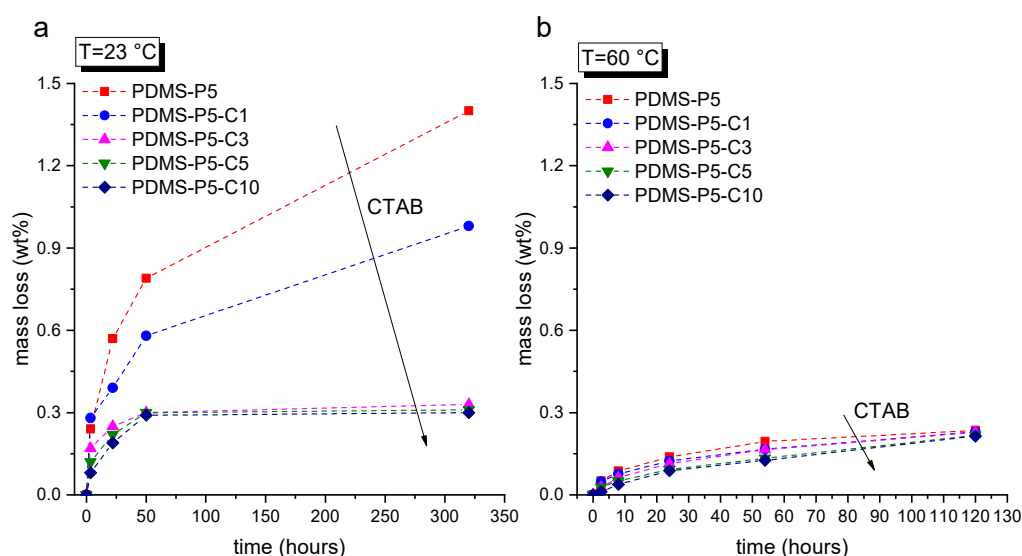 a
T=23 °C
PDMS-P5
PDMS-P5-C1
PDMS-P5-C3
PDMS-P5-C5
PDMS-P5-C10
CTAB
mass loss (wt%)
1.5
1.2
0.9
0.6
0.3
0.0
0 50 100 150 200 250 300 350
time (hours)
b
T=60 °C
PDMS-P5
PDMS-P5-C1
PDMS-P5-C3
PDMS-P5-C5
PDMS-P5-C10
CTAB
mass loss (wt%)
1.5
1.2
0.9
0.6
0.3
0.0
0 10 20 30 40 50 60 70 80 90 100 110 120 130
time (hours)